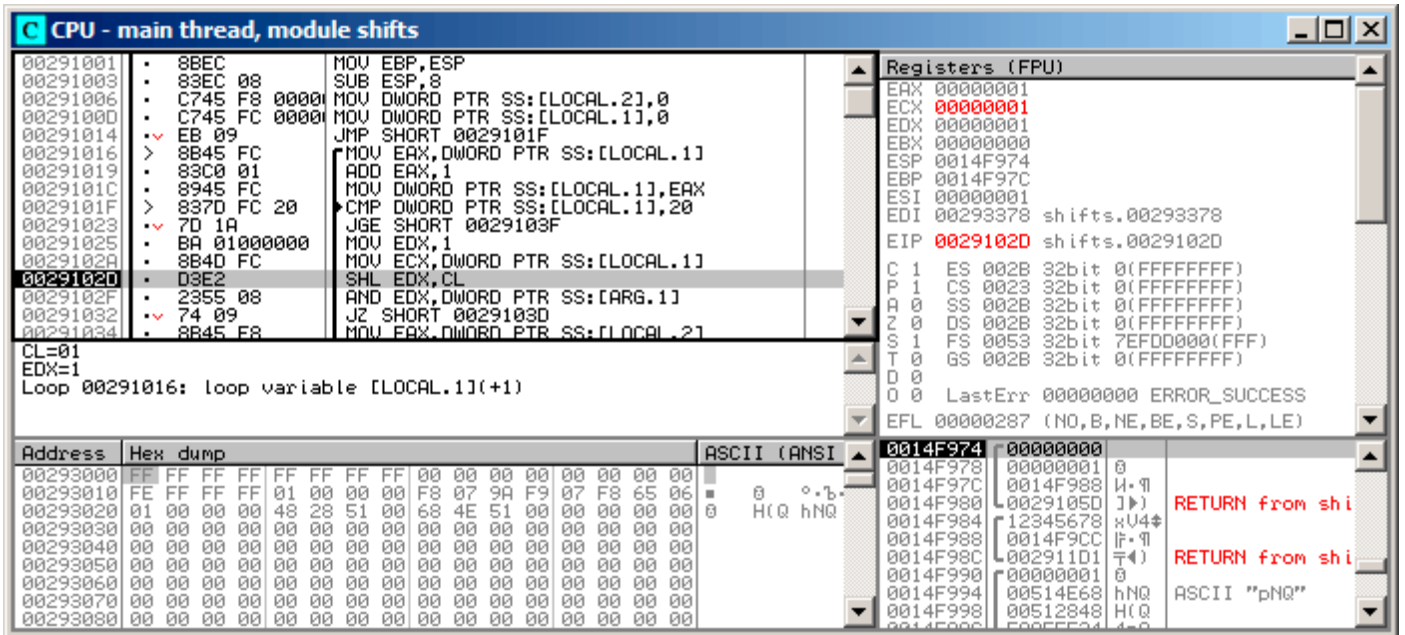 C CPU - main thread, module shifts
00291001 · 8BEC MOV EBP,ESP
00291003 · 83EC 08 SUB ESP,8
00291006 · C745 F8 0000 MOV DWORD PTR SS:[LOCAL.2],0
0029100D · C745 FC 0000 MOV DWORD PTR SS:[LOCAL.1],0
00291014 · EB 09 JMP SHORT 0029101F
00291016 > 8B45 FC MOV EAX,DWORD PTR SS:[LOCAL.1]
00291019 · 83C0 01 ADD EAX,1
0029101C · 8945 FC MOV DWORD PTR SS:[LOCAL.1],EAX
0029101F > 837D FC 20 CMP DWORD PTR SS:[LOCAL.1],20
00291023 · 7D 1A JGE SHORT 0029103F
00291025 · BA 01000000 MOV EDX,1
0029102A · 8B4D FC MOV ECX,DWORD PTR SS:[LOCAL.1]
0029102D · D3E2 SHL EDX,CL
0029102F · 2355 08 AND EDX,DWORD PTR SS:[ARG.1]
00291032 · 74 09 JZ SHORT 0029103D
00291034 · 8B45 F8 MOV EAX,DWORD PTR SS:[LOCAL.2]
CL=01
EDX=1
Loop 00291016: loop variable [LOCAL.1](+1)
Registers (FPU)
EAX 00000001
ECX 00000001
EDX 00000001
EBX 00000000
ESP 0014F974
EBP 0014F97C
ESI 00000001
EDI 00293378 shifts.00293378
EIP 0029102D shifts.0029102D
C 1 ES 002B 32bit 0(FFFFFFFF)
P 1 CS 0023 32bit 0(FFFFFFFF)
A 0 SS 002B 32bit 0(FFFFFFFF)
Z 0 DS 002B 32bit 0(FFFFFFFF)
S 1 FS 0053 32bit 7EFDD000(FFF)
T 0 GS 002B 32bit 0(FFFFFFFF)
D 0
O 0 LastErr 00000000 ERROR_SUCCESS
EFL 00000287 (NO,B,NE,BE,S,PE,L,LE)
Address Hex dump ASCII (ANSI
00293000 FF FF FF FF FF FF FF FF 00 00 00 00 00 00 00 00
00293010 FE FF FF FF 01 00 00 00 F8 07 9A F9 07 F8 65 06
00293020 01 00 00 00 48 28 51 00 68 4E 51 00 00 00 00 00 H(Q hNQ
00293030 00 00 00 00 00 00 00 00 00 00 00 00 00 00 00 00
00293040 00 00 00 00 00 00 00 00 00 00 00 00 00 00 00 00
00293050 00 00 00 00 00 00 00 00 00 00 00 00 00 00 00 00
00293060 00 00 00 00 00 00 00 00 00 00 00 00 00 00 00 00
00293070 00 00 00 00 00 00 00 00 00 00 00 00 00 00 00 00
00293080 00 00 00 00 00 00 00 00 00 00 00 00 00 00 00 00
0014F974 00000000
0014F978 00000001
0014F97C 0014F988 И·¶
0014F980 0029105D ]►) RETURN from shi
0014F984 12345678 xV4‡
0014F988 0014F9CC ╠·¶
0014F98C 002911D1 ╤◄) RETURN from shi
0014F990 00000001
0014F994 00514E68 hNQ ASCII "pNQ"
0014F998 00512848 H(Q